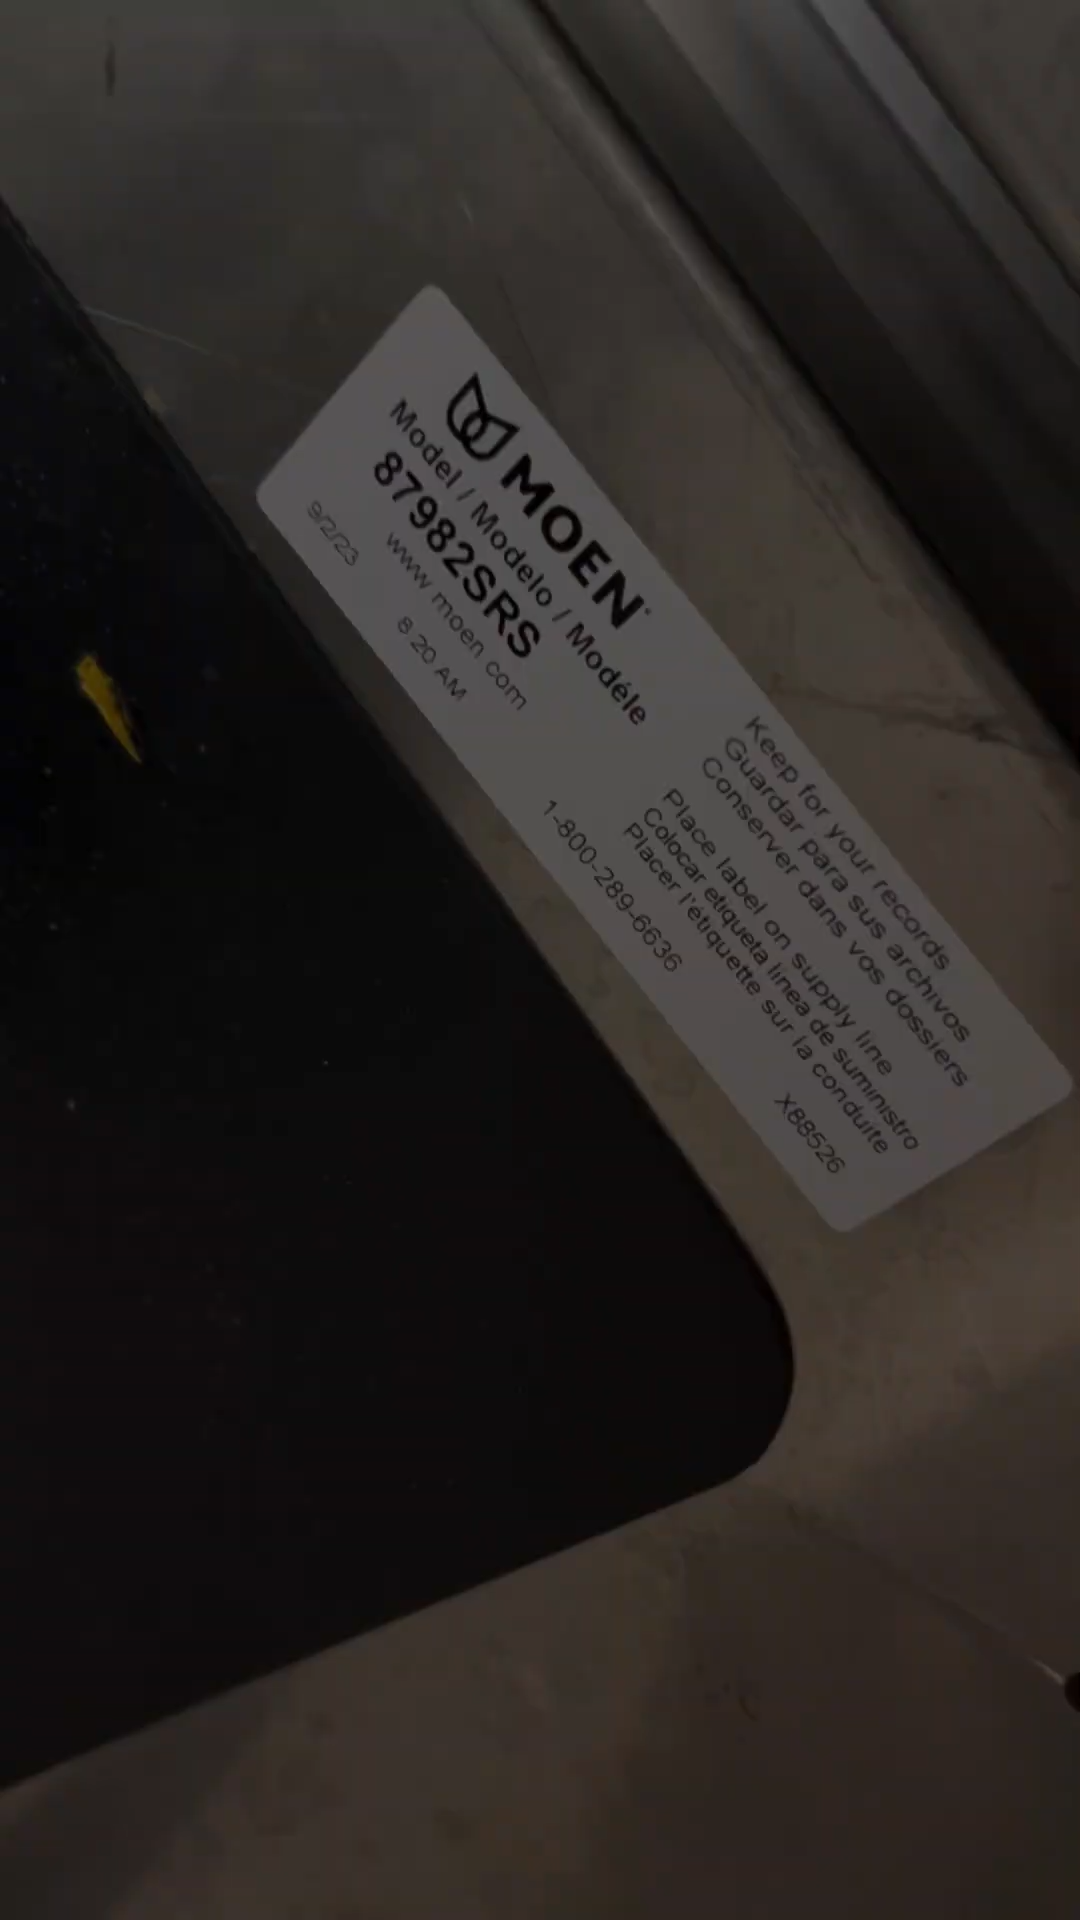 MOEN®
Model / Modelo / Modéle
87982SRS
www moen com
9/2/23
8 20 AM
Keep for your records
Guardar para sus archivos
Conserver dans vos dossiers
Place label on supply line
Colocar etiqueta linea de suministro
Placer l'étiquette sur la conduite
1-800-289-6636
X88526